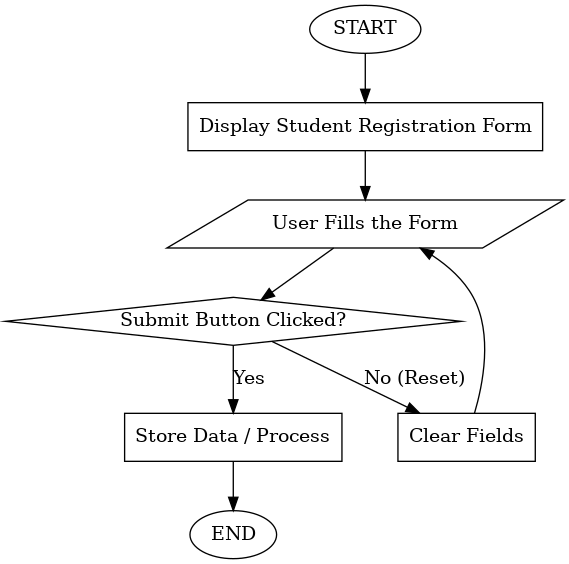 START
Display Student Registration Form
User Fills the Form
Submit Button Clicked?
Yes
No (Reset)
Store Data / Process
Clear Fields
END